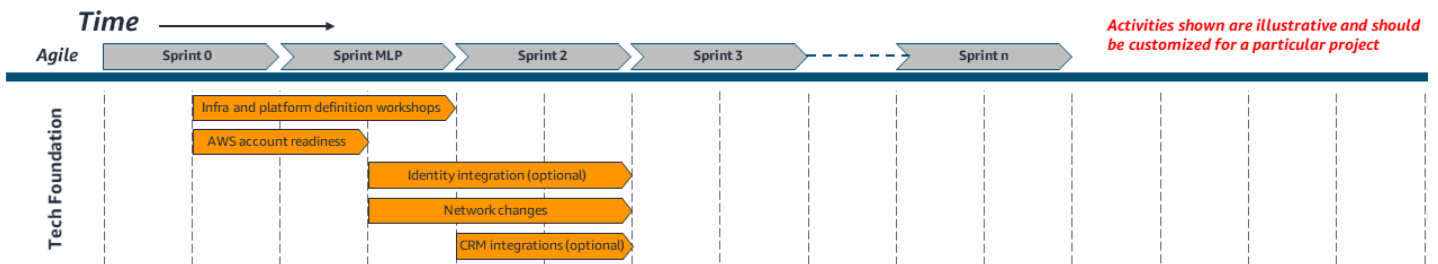 Time
Activities shown are illustrative and should
be customized for a particular project
Agile
Sprint 0
Sprint MLP
Sprint 2
Sprint 3
Sprint n
Tech Foundation
Infra and platform definition workshops
AWS account readiness
Identity integration (optional)
Network changes
CRM integrations (optional)